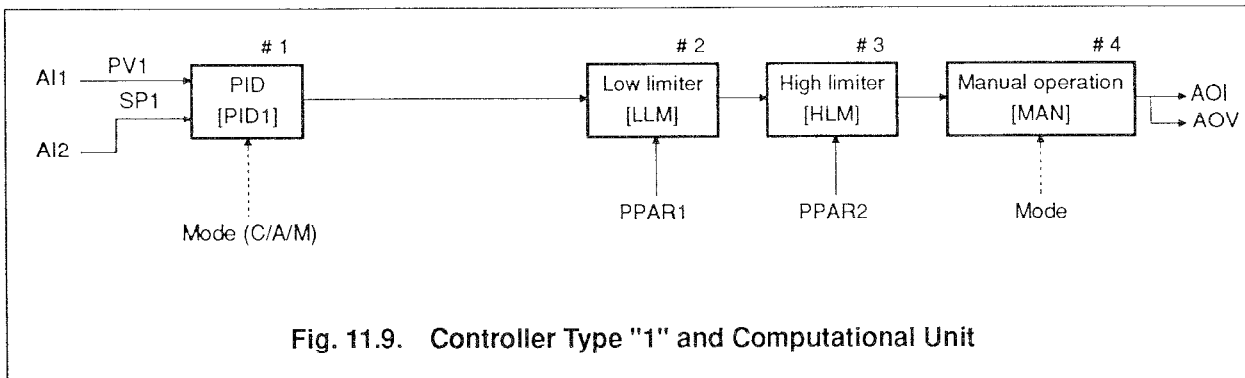 # 1
# 2
# 3
# 4
AI1
PV1
SP1
AI2
PID
[PID1]
Low limiter
[LLM]
High limiter
[HLM]
Manual operation
[MAN]
AOI
AOV
Mode (C/A/M)
PPAR1
PPAR2
Mode
Fig. 11.9. Controller Type "1" and Computational Unit